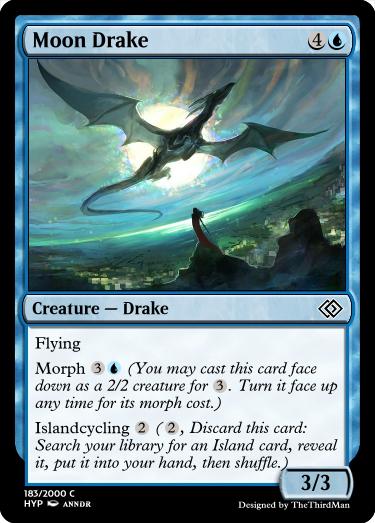 Moon Drake 4
Creature — Drake
Flying
Morph 3 (You may cast this card face
down as a 2/2 creature for 3. Turn it face up
any time for its morph cost.)
Islandcycling 2 (2, Discard this card:
Search your library for an Island card, reveal
it, put it into your hand, then shuffle.)
3/3
183/2000 C
HYP ANNDR
Designed by TheThirdMan